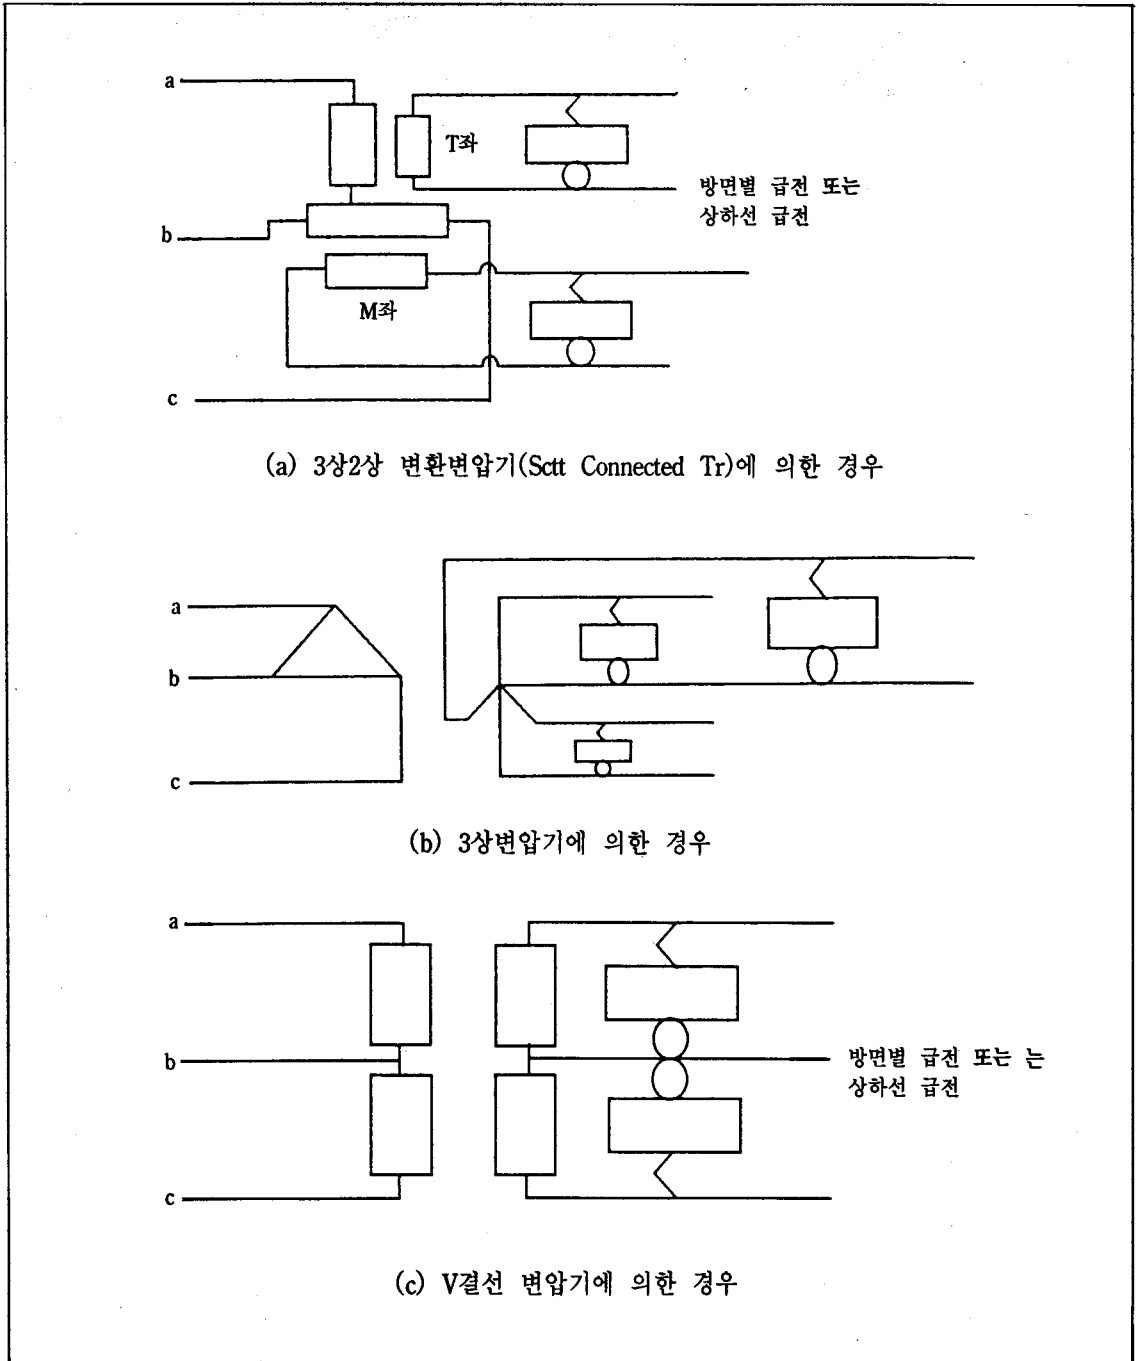 a
T좌
방면별 급전 또는
상하선 급전
b
M좌
c
(a) 3상2상 변환변압기(Sctt Connected Tr)에 의한 경우
a
b
c
(b) 3상변압기에 의한 경우
a
b
방면별 급전 또는 는
상하선 급전
c
(c) V결선 변압기에 의한 경우